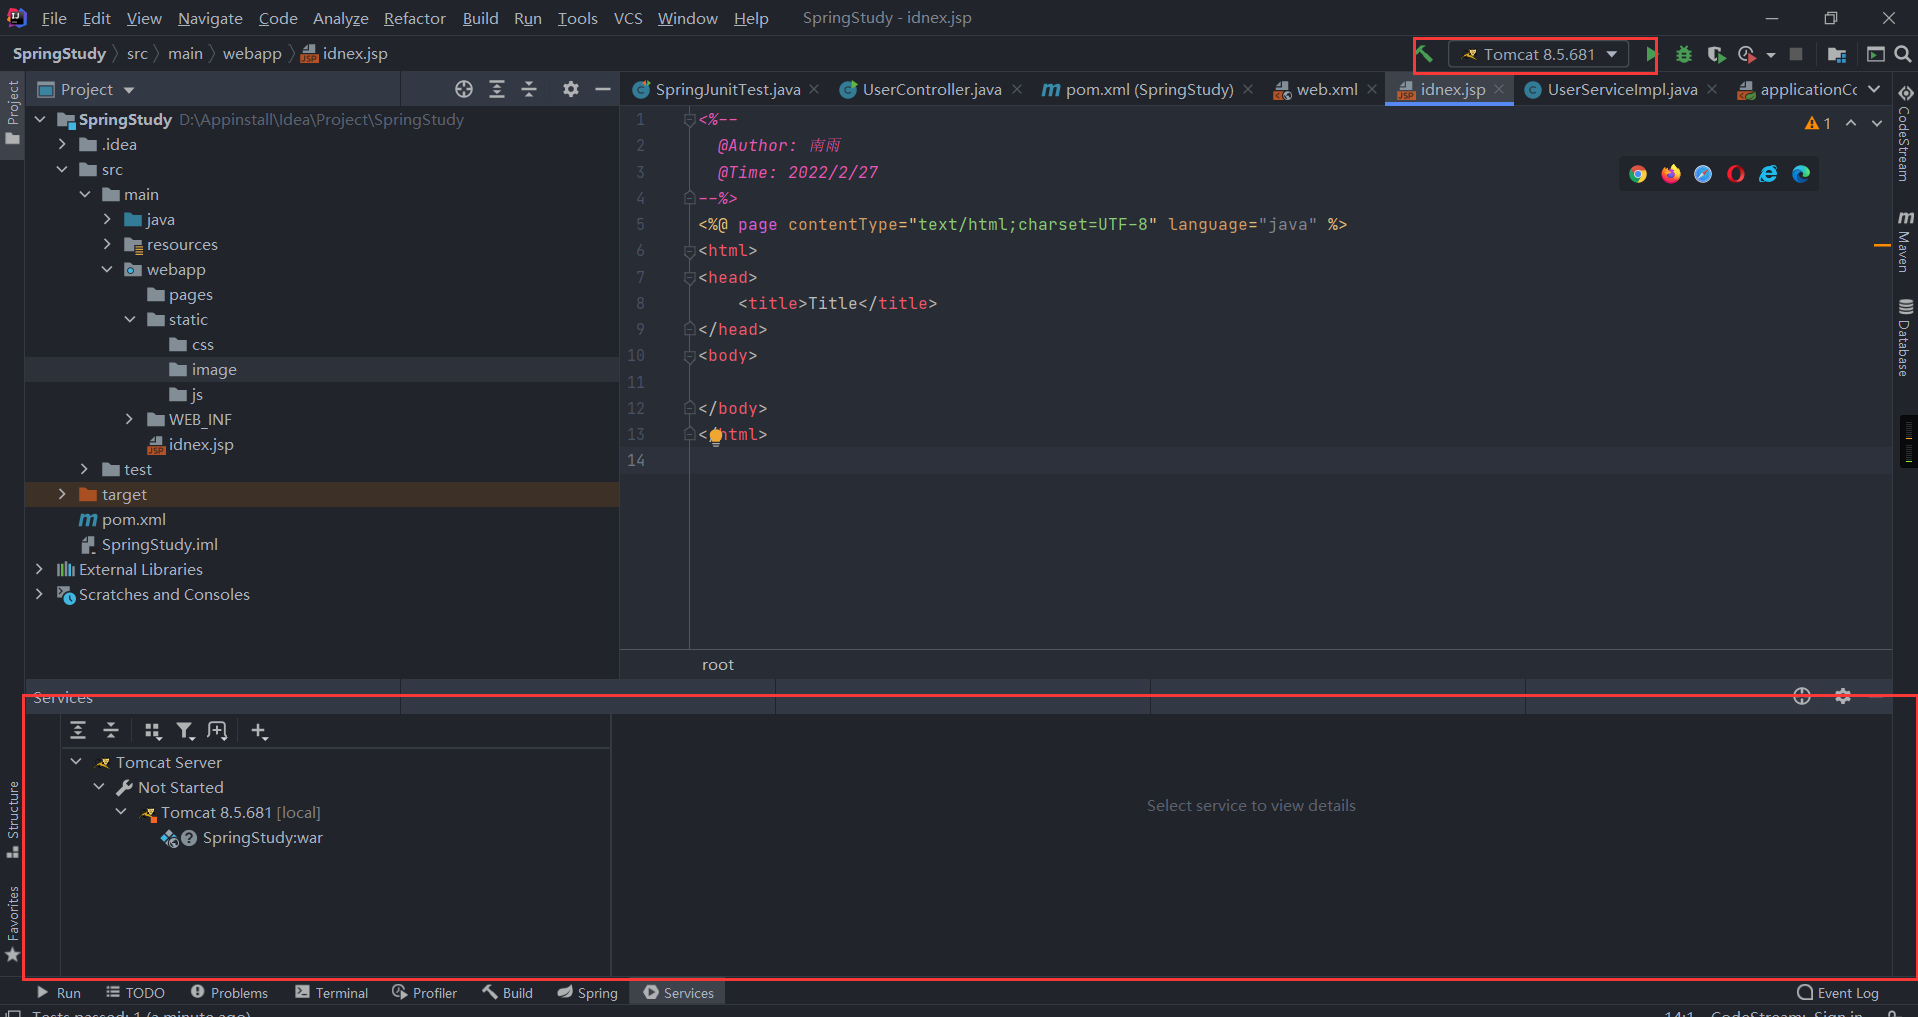 File Edit View Navigate Code Analyze Refactor Build Run Tools VCS Window Help SpringStudy - idnex.jsp
SpringStudy src main webapp idnex.jsp
Tomcat 8.5.681
Project
SpringJunitTest.java UserController.java pom.xml (SpringStudy) web.xml idnex.jsp UserServiceImpl.java applicationCo
Project
SpringStudy D:\Appinstall\Idea\Project\SpringStudy
.idea
src
main
java
resources
webapp
pages
static
css
image
js
WEB_INF
idnex.jsp
test
target
pom.xml
SpringStudy.iml
External Libraries
Scratches and Consoles
1 <%--
2 @Author: 南雨
3 @Time: 2022/2/27
4 --%>
5 <%@ page contentType="text/html;charset=UTF-8" language="java" %>
6 <html>
7 <head>
8 <title>Title</title>
9 </head>
10 <body>
11
12 </body>
13 </html>
14
1
CodeStream
Maven
Database
root
Services
Tomcat Server
Not Started
Tomcat 8.5.681 [local]
SpringStudy:war
Select service to view details
Structure
Favorites
Run TODO Problems Terminal Profiler Build Spring Services Event Log
Tests passed: 1 (a minute ago) 14:1 CodeStream: Sign in